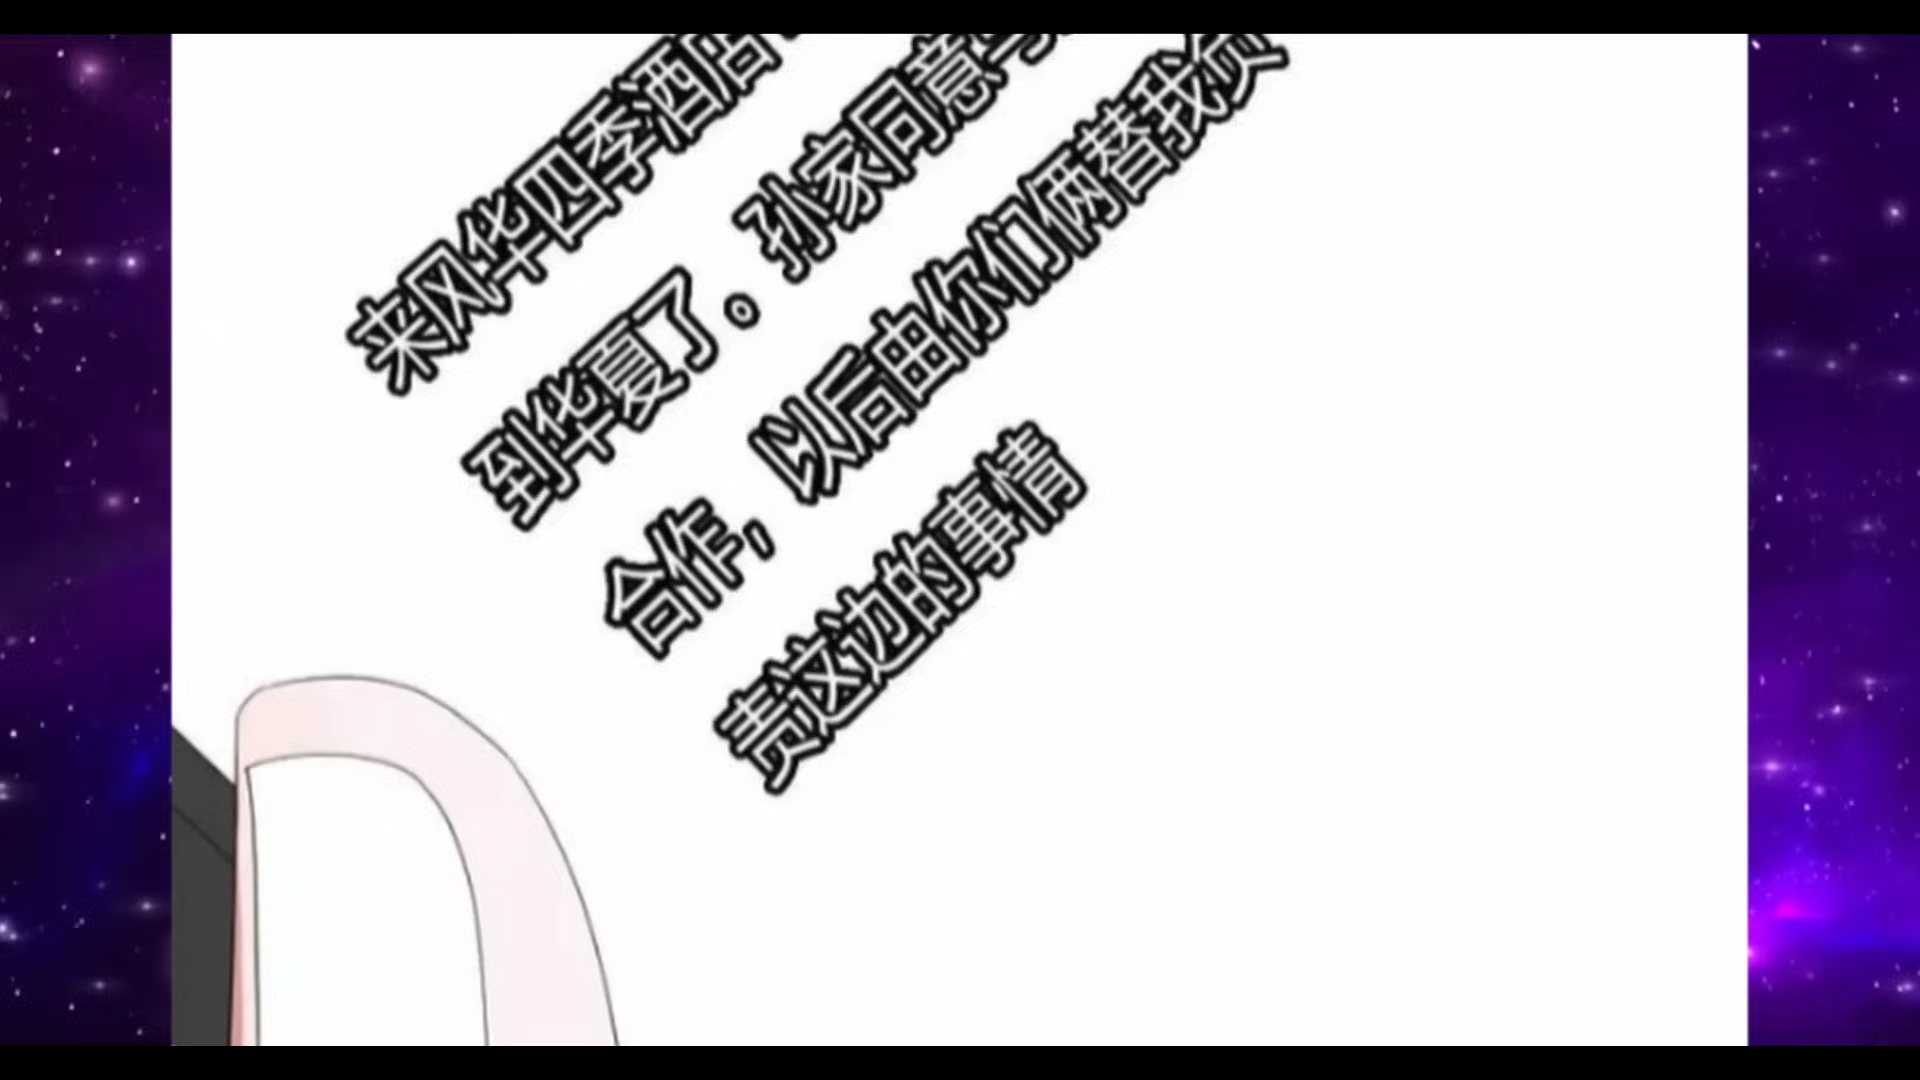 来风华四季酒店
到华夏了。孙家同意与
合作，以后由你们俩替我负
责这边的事情